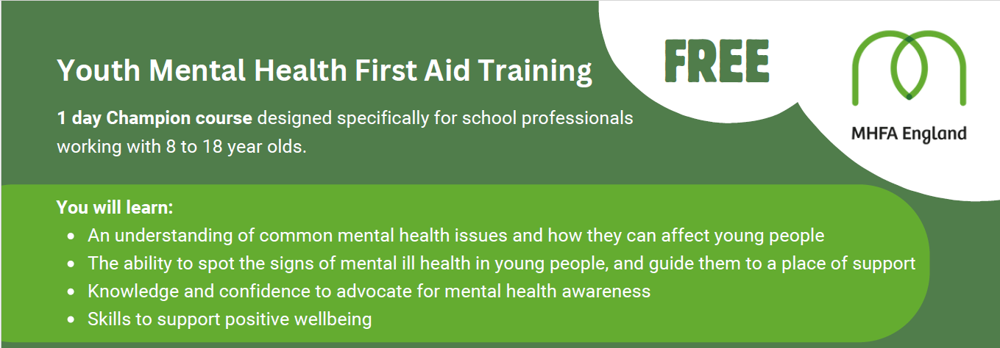 Youth Mental Health First Aid Training
FREE
MHFA England
1 day Champion course designed specifically for school professionals
working with 8 to 18 year olds.
You will learn:
• An understanding of common mental health issues and how they can affect young people
• The ability to spot the signs of mental ill health in young people, and guide them to a place of support
• Knowledge and confidence to advocate for mental health awareness
• Skills to support positive wellbeing